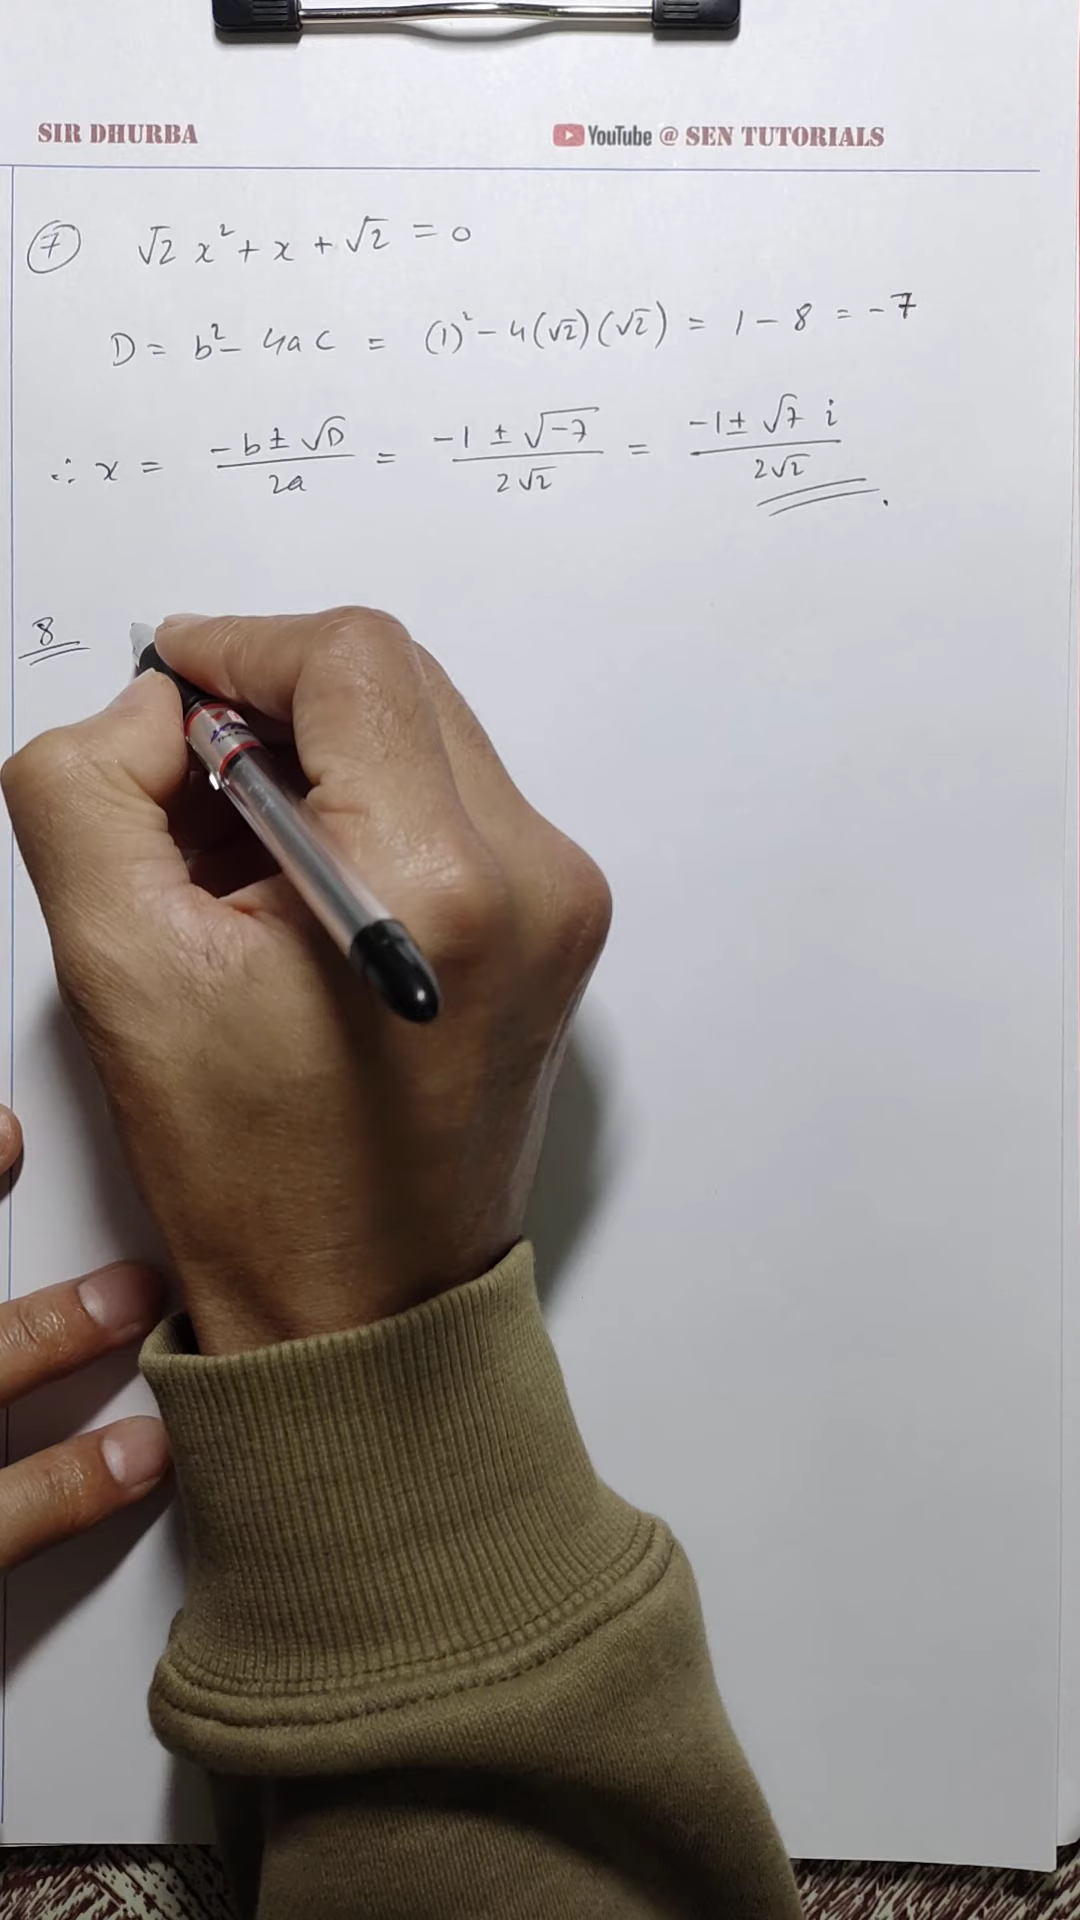 SIR DHURBA
YouTube @ SEN TUTORIALS
⑦ √2 x² + x + √2 = 0
D = b² - 4ac = (1)² - 4(√2)(√2) = 1 - 8 = -7
∴ x = (-b ± √D)/(2a) = (-1 ± √-7)/(2√2) = (-1 ± √7 i)/(2√2).
8